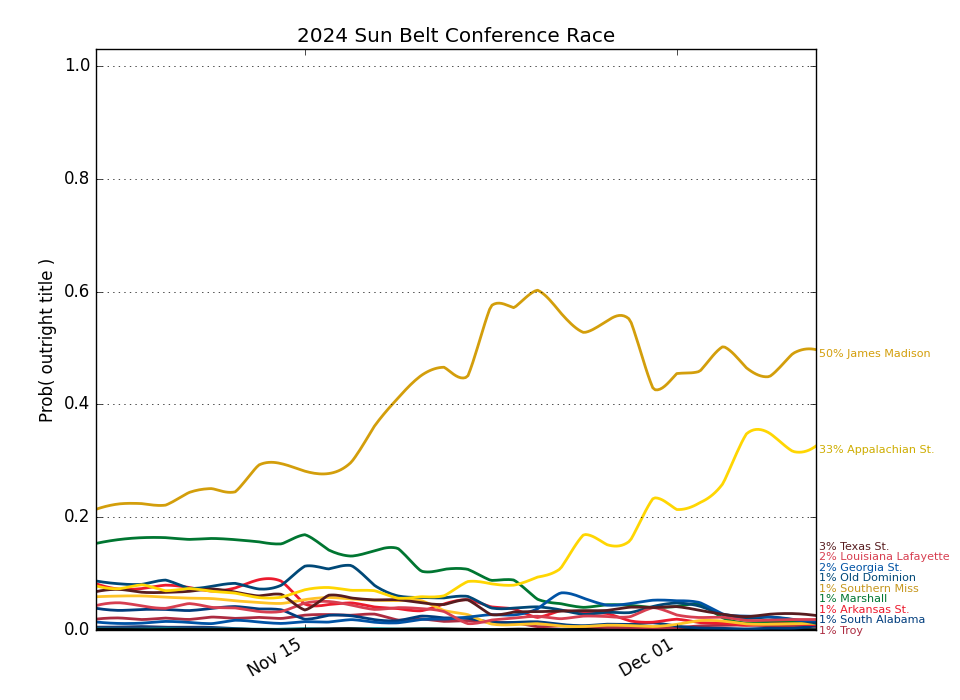 2024 Sun Belt Conference Race
Prob( outright title )
1.0
0.8
0.6
0.4
0.2
0.0
Nov 15
Dec 01
50% James Madison
33% Appalachian St.
3% Texas St.
2% Louisiana Lafayette
2% Georgia St.
1% Old Dominion
1% Southern Miss
1% Marshall
1% Arkansas St.
1% South Alabama
1% Troy